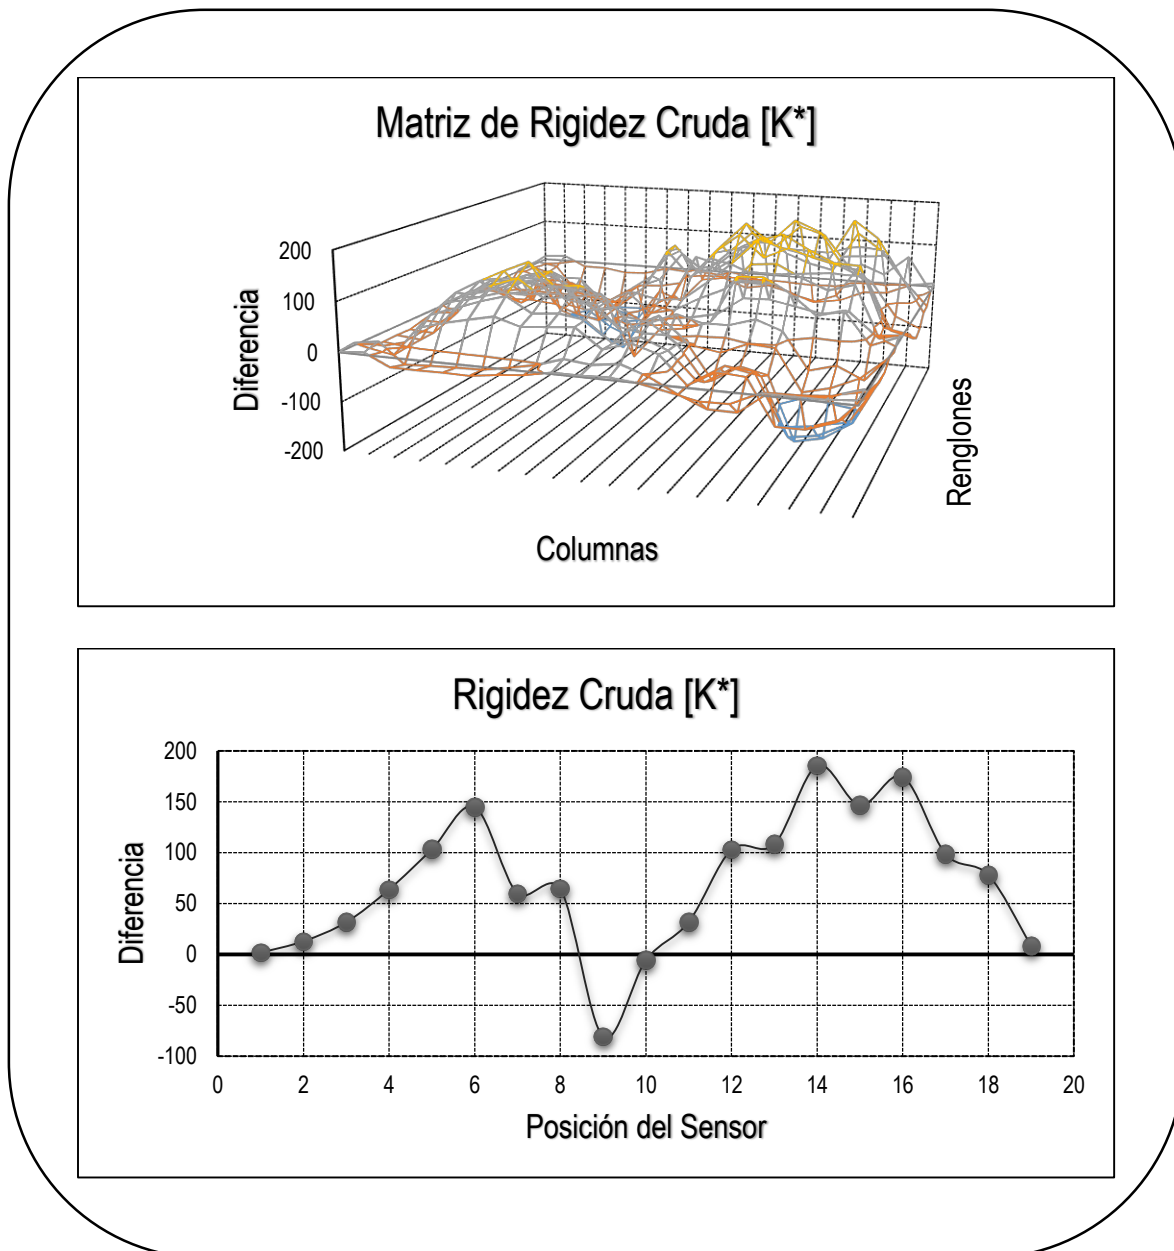 Matriz de Rigidez Cruda [K*]
200
100
0
-100
-200
Diferencia
Columnas
Renglones
Rigidez Cruda [K*]
200
150
100
50
0
-50
-100
Diferencia
0 2 4 6 8 10 12 14 16 18 20
Posición del Sensor